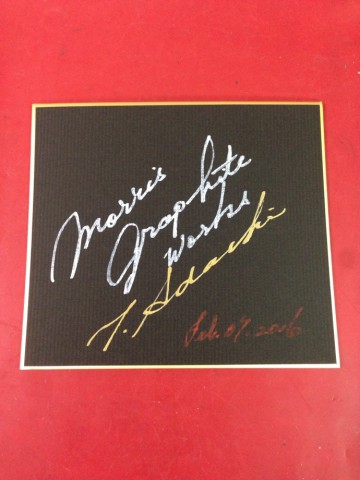 Morris
Graphite
Works
T. Adachi
Feb. 07. 2006